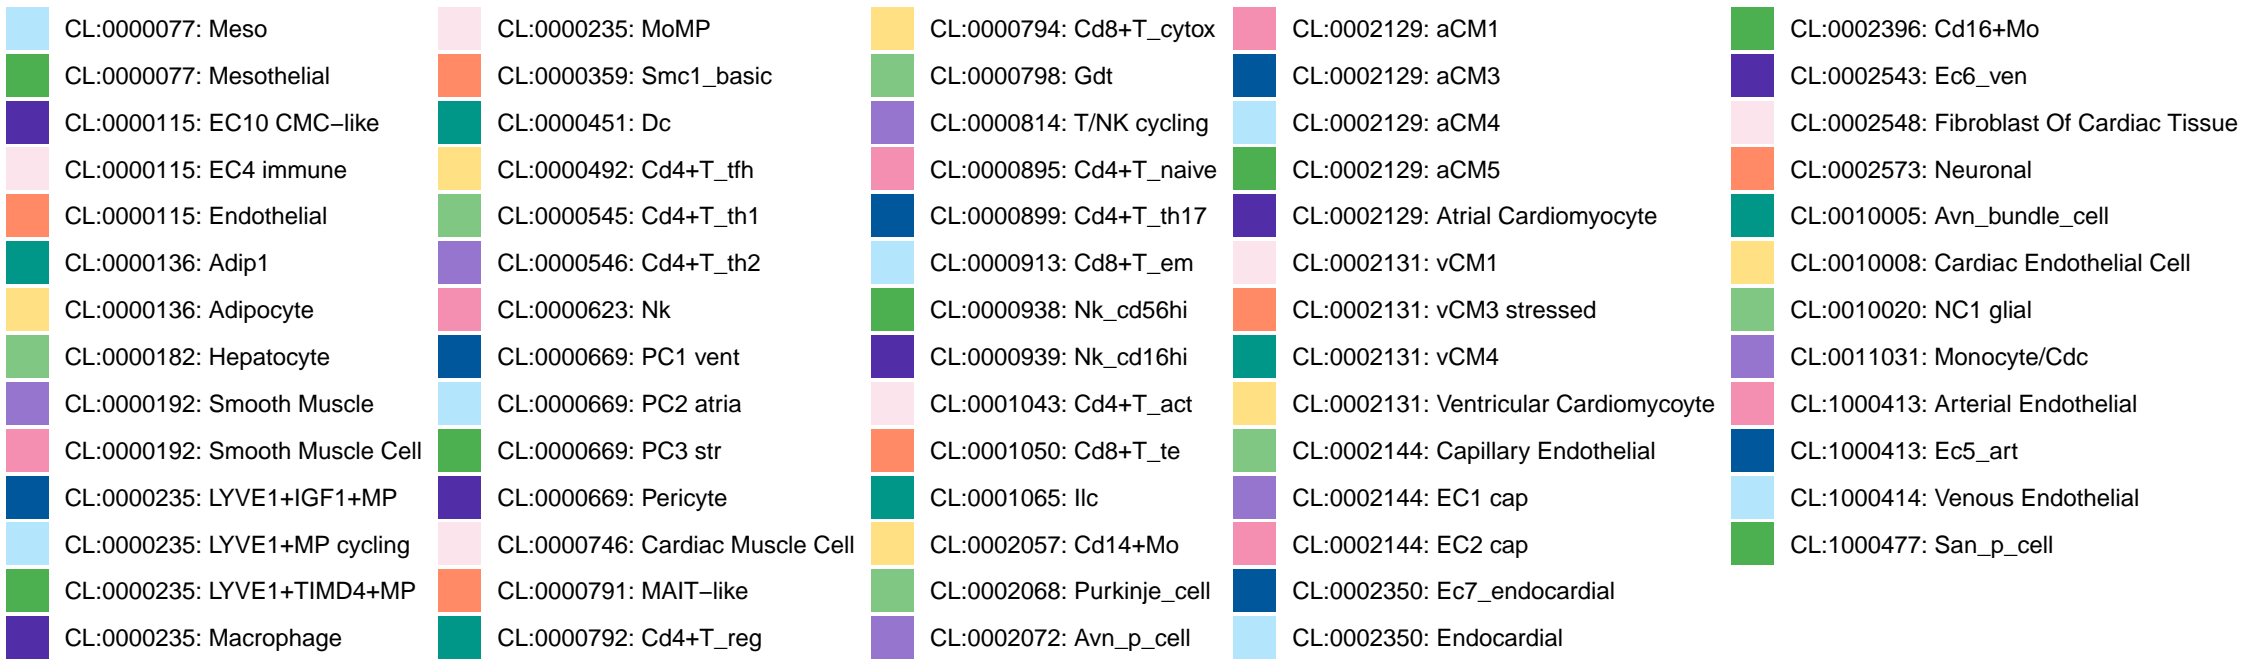 CL:0000077: Meso
CL:0000077: Mesothelial
CL:0000115: EC10 CMC−like
CL:0000115: EC4 immune
CL:0000115: Endothelial
CL:0000136: Adip1
CL:0000136: Adipocyte
CL:0000182: Hepatocyte
CL:0000192: Smooth Muscle
CL:0000192: Smooth Muscle Cell
CL:0000235: LYVE1+IGF1+MP
CL:0000235: LYVE1+MP cycling
CL:0000235: LYVE1+TIMD4+MP
CL:0000235: Macrophage
CL:0000235: MoMP
CL:0000359: Smc1_basic
CL:0000451: Dc
CL:0000492: Cd4+T_tfh
CL:0000545: Cd4+T_th1
CL:0000546: Cd4+T_th2
CL:0000623: Nk
CL:0000669: PC1 vent
CL:0000669: PC2 atria
CL:0000669: PC3 str
CL:0000669: Pericyte
CL:0000746: Cardiac Muscle Cell
CL:0000791: MAIT−like
CL:0000792: Cd4+T_reg
CL:0000794: Cd8+T_cytox
CL:0000798: Gdt
CL:0000814: T/NK cycling
CL:0000895: Cd4+T_naive
CL:0000899: Cd4+T_th17
CL:0000913: Cd8+T_em
CL:0000938: Nk_cd56hi
CL:0000939: Nk_cd16hi
CL:0001043: Cd4+T_act
CL:0001050: Cd8+T_te
CL:0001065: Ilc
CL:0002057: Cd14+Mo
CL:0002068: Purkinje_cell
CL:0002072: Avn_p_cell
CL:0002129: aCM1
CL:0002129: aCM3
CL:0002129: aCM4
CL:0002129: aCM5
CL:0002129: Atrial Cardiomyocyte
CL:0002131: vCM1
CL:0002131: vCM3 stressed
CL:0002131: vCM4
CL:0002131: Ventricular Cardiomycoyte
CL:0002144: Capillary Endothelial
CL:0002144: EC1 cap
CL:0002144: EC2 cap
CL:0002350: Ec7_endocardial
CL:0002350: Endocardial
CL:0002396: Cd16+Mo
CL:0002543: Ec6_ven
CL:0002548: Fibroblast Of Cardiac Tissue
CL:0002573: Neuronal
CL:0010005: Avn_bundle_cell
CL:0010008: Cardiac Endothelial Cell
CL:0010020: NC1 glial
CL:0011031: Monocyte/Cdc
CL:1000413: Arterial Endothelial
CL:1000413: Ec5_art
CL:1000414: Venous Endothelial
CL:1000477: San_p_cell